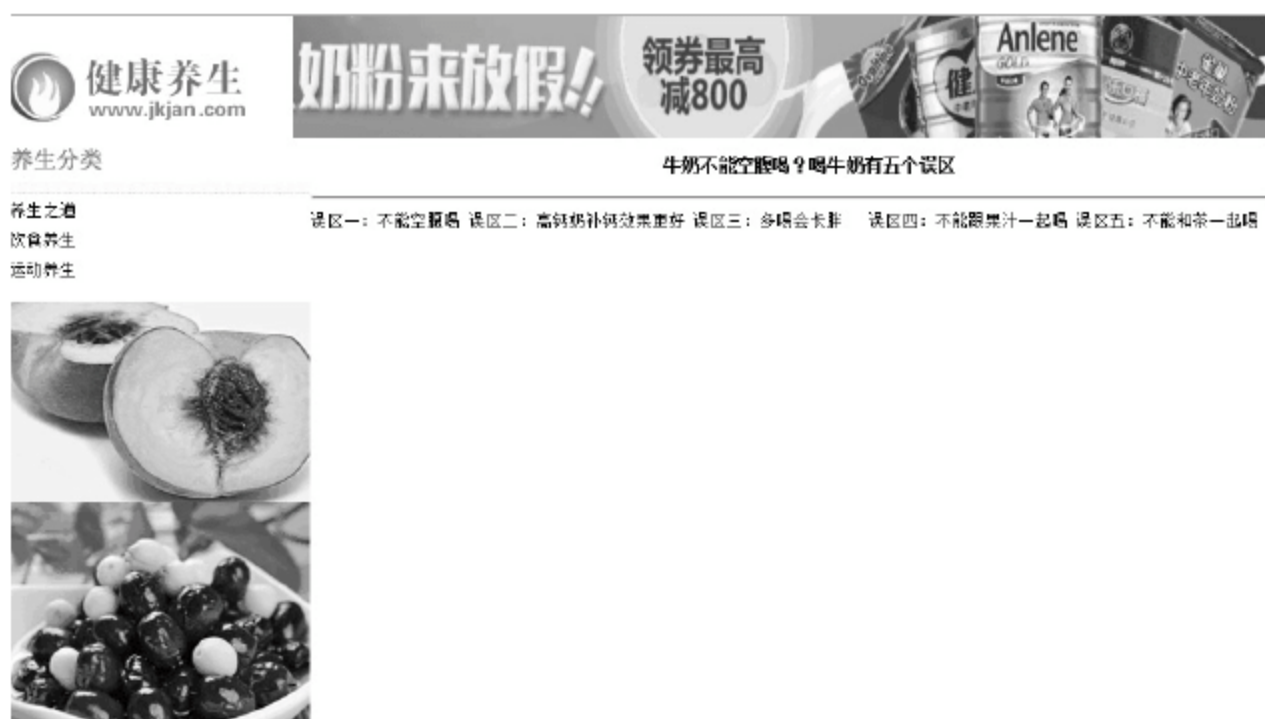 健康养生
www.jkjan.com
奶粉来放假!!
领券最高
减800
Anlene
GOLD
健
养生分类
牛奶不能空腹喝？喝牛奶有五个误区
养生之道
饮食养生
运动养生
误区一：不能空腹喝 误区二：高钙奶补钙效果更好 误区三：多喝会长胖 误区四：不能跟果汁一起喝 误区五：不能和茶一起喝